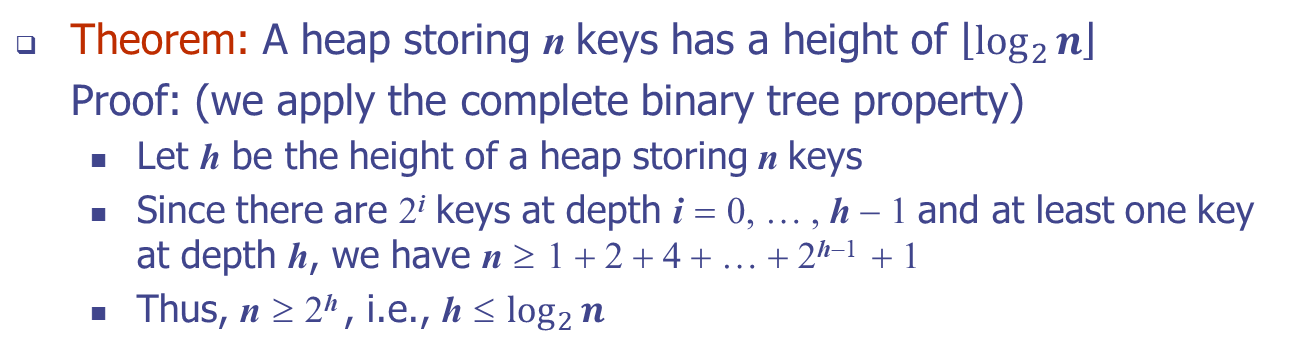 ❑ Theorem: A heap storing n keys has a height of ⌊log₂ n⌋
Proof: (we apply the complete binary tree property)
▪ Let h be the height of a heap storing n keys
▪ Since there are 2ⁱ keys at depth i = 0, … , h – 1 and at least one key
at depth h, we have n ≥ 1 + 2 + 4 + … + 2ʰ⁻¹ + 1
▪ Thus, n ≥ 2ʰ , i.e., h ≤ log₂ n